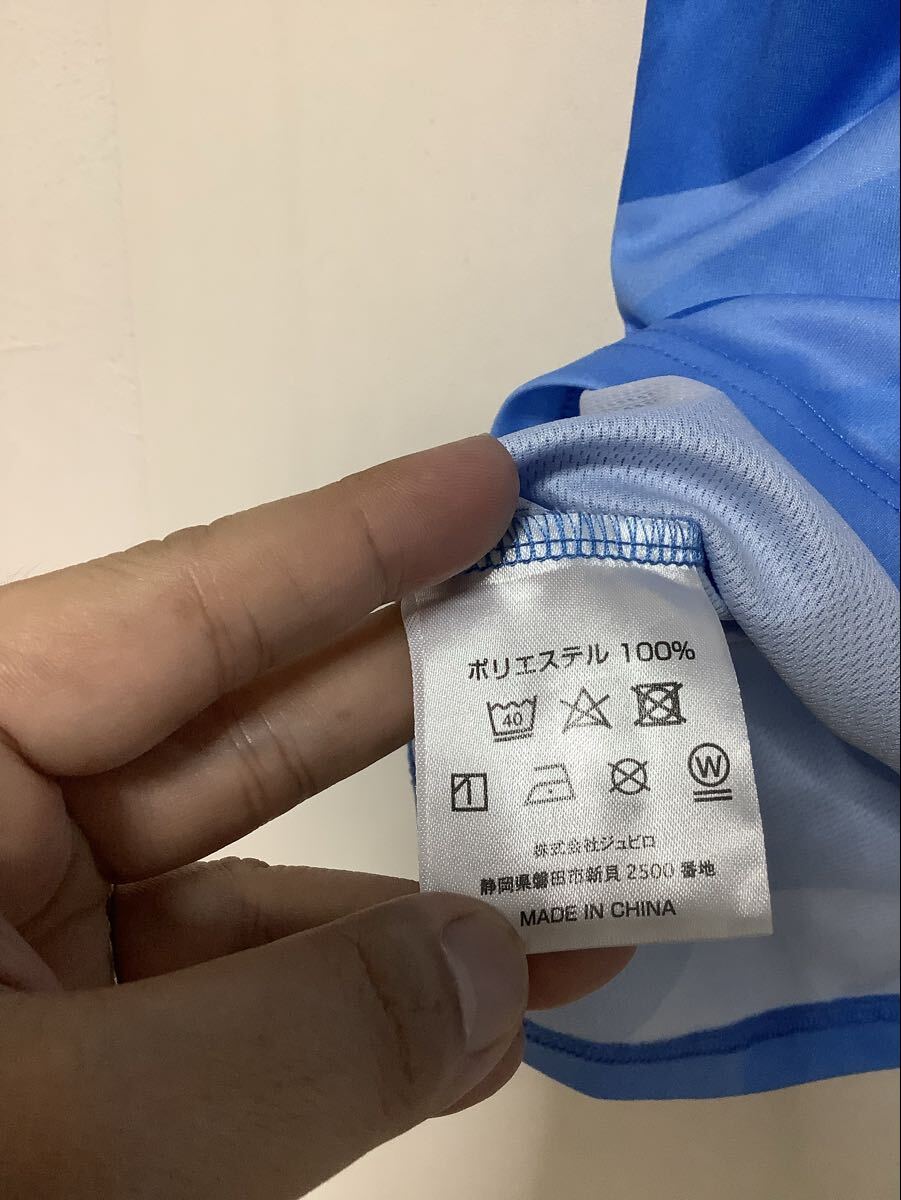 ポリエステル 100%
40
W
株式会社ジュビロ
静岡県磐田市新貝 2500 番地
MADE IN CHINA